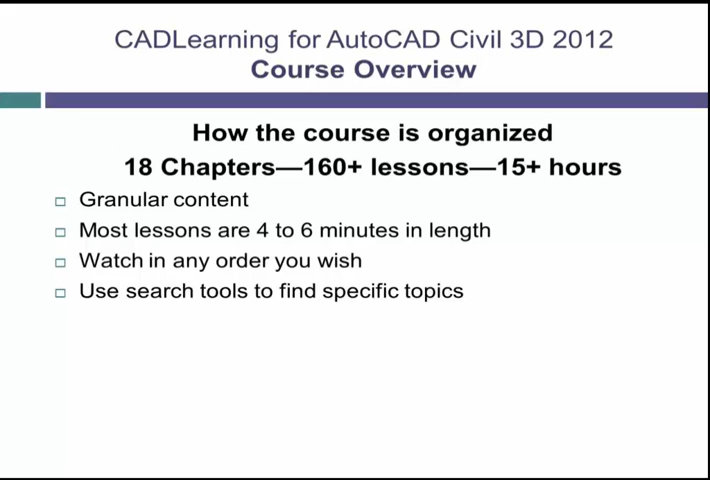 CADLearning for AutoCAD Civil 3D 2012
Course Overview
How the course is organized
18 Chapters—160+ lessons—15+ hours
Granular content
Most lessons are 4 to 6 minutes in length
Watch in any order you wish
Use search tools to find specific topics